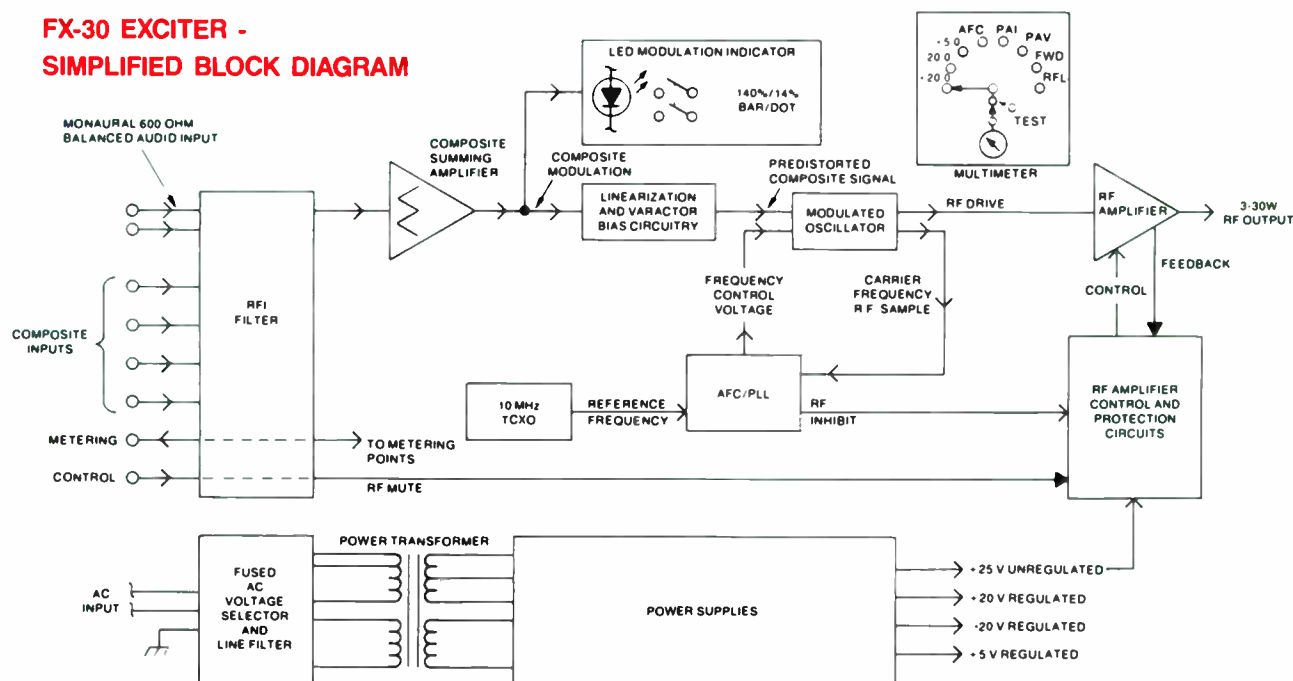 FX-30 EXCITER -
SIMPLIFIED BLOCK DIAGRAM
MONAURAL 600 OHM
BALANCED AUDIO INPUT
COMPOSITE
INPUTS
METERING
CONTROL
RFI
FILTER
TO METERING
POINTS
RF MUTE
COMPOSITE
SUMMING
AMPLIFIER
LED MODULATION INDICATOR
140%/14%
BAR/DOT
COMPOSITE
MODULATION
LINEARIZATION
AND VARACTOR
BIAS CIRCUITRY
PREDISTORTED
COMPOSITE SIGNAL
MODULATED
OSCILLATOR
RF DRIVE
FREQUENCY
CONTROL
VOLTAGE
CARRIER
FREQUENCY
RF SAMPLE
10 MHz
TCXO
REFERENCE
FREQUENCY
AFC/PLL
RF
INHIBIT
AFC PAI
PAV
FWD
RFL
+50
200
+200
TEST
MULTIMETER
RF
AMPLIFIER
3-30W
RF OUTPUT
FEEDBACK
CONTROL
RF AMPLIFIER
CONTROL AND
PROTECTION
CIRCUITS
AC
INPUT
FUSED
AC
VOLTAGE
SELECTOR
AND
LINE FILTER
POWER TRANSFORMER
POWER SUPPLIES
+25 V UNREGULATED
+20 V REGULATED
-20 V REGULATED
+5 V REGULATED